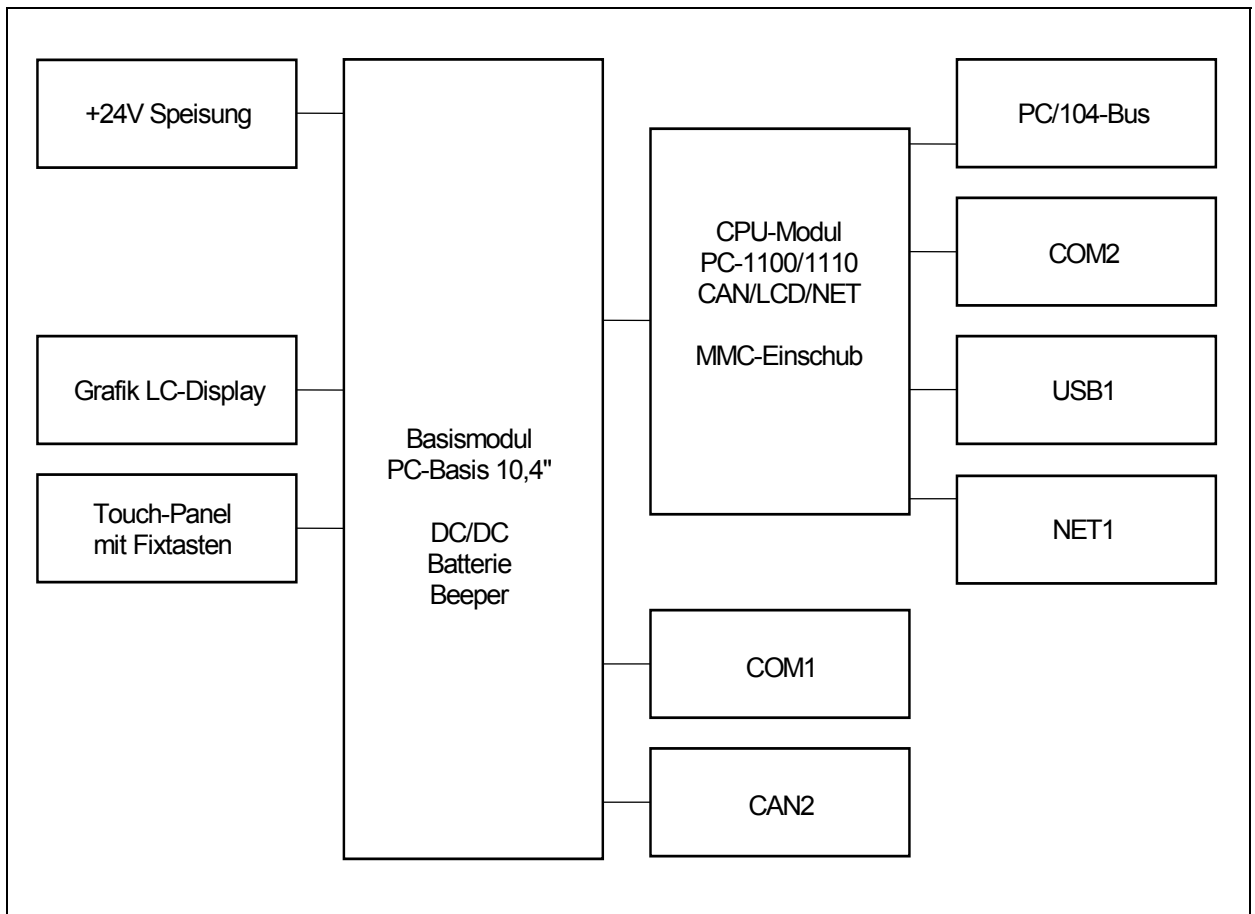 +24V Speisung
Grafik LC-Display
Touch-Panel
mit Fixtasten
Basismodul
PC-Basis 10,4"
DC/DC
Batterie
Beeper
CPU-Modul
PC-1100/1110
CAN/LCD/NET
MMC-Einschub
COM1
CAN2
PC/104-Bus
COM2
USB1
NET1